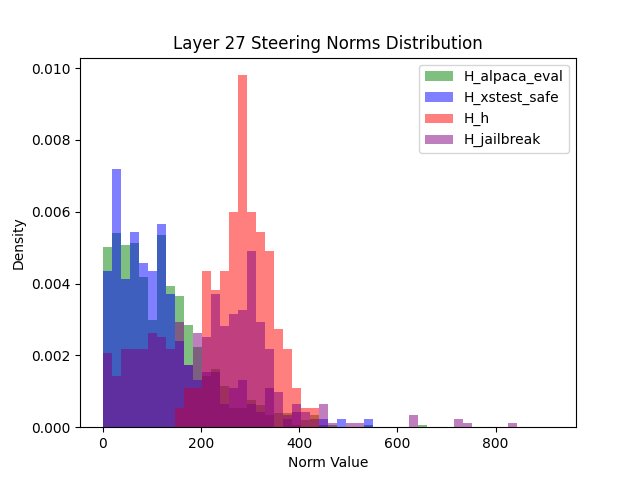 Layer 27 Steering Norms Distribution
0.010
0.008
0.006
0.004
0.002
0.000
Density
H_alpaca_eval
H_xstest_safe
H_h
H_jailbreak
0
200
400
600
800
Norm Value